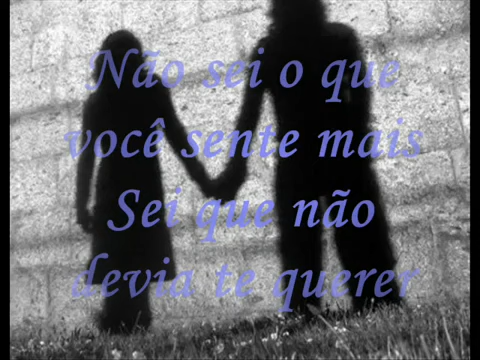 Não sei o que
você sente mais
Sei que não
devia te querer